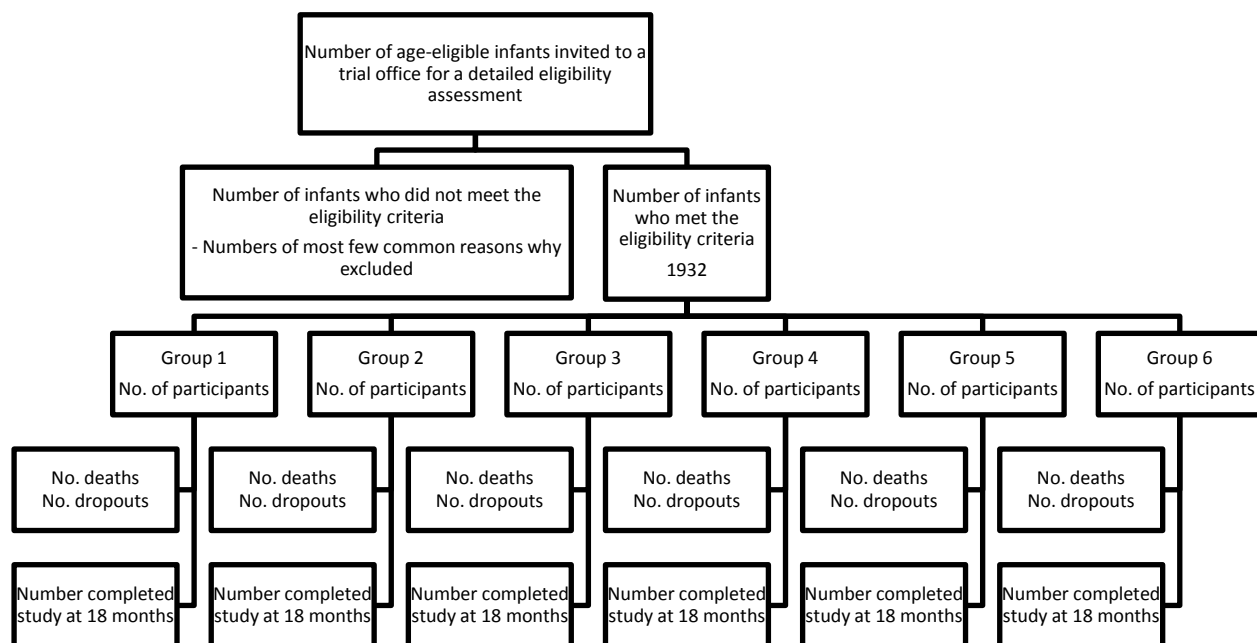 Number of age-eligible infants invited to a
trial office for a detailed eligibility
assessment
Number of infants who did not meet the
eligibility criteria
- Numbers of most few common reasons why
excluded
Number of infants
who met the
eligibility criteria
1932
Group 1
No. of participants
Group 2
No. of participants
Group 3
No. of participants
Group 4
No. of participants
Group 5
No. of participants
Group 6
No. of participants
No. deaths
No. dropouts
No. deaths
No. dropouts
No. deaths
No. dropouts
No. deaths
No. dropouts
No. deaths
No. dropouts
No. deaths
No. dropouts
Number completed
study at 18 months
Number completed
study at 18 months
Number completed
study at 18 months
Number completed
study at 18 months
Number completed
study at 18 months
Number completed
study at 18 months